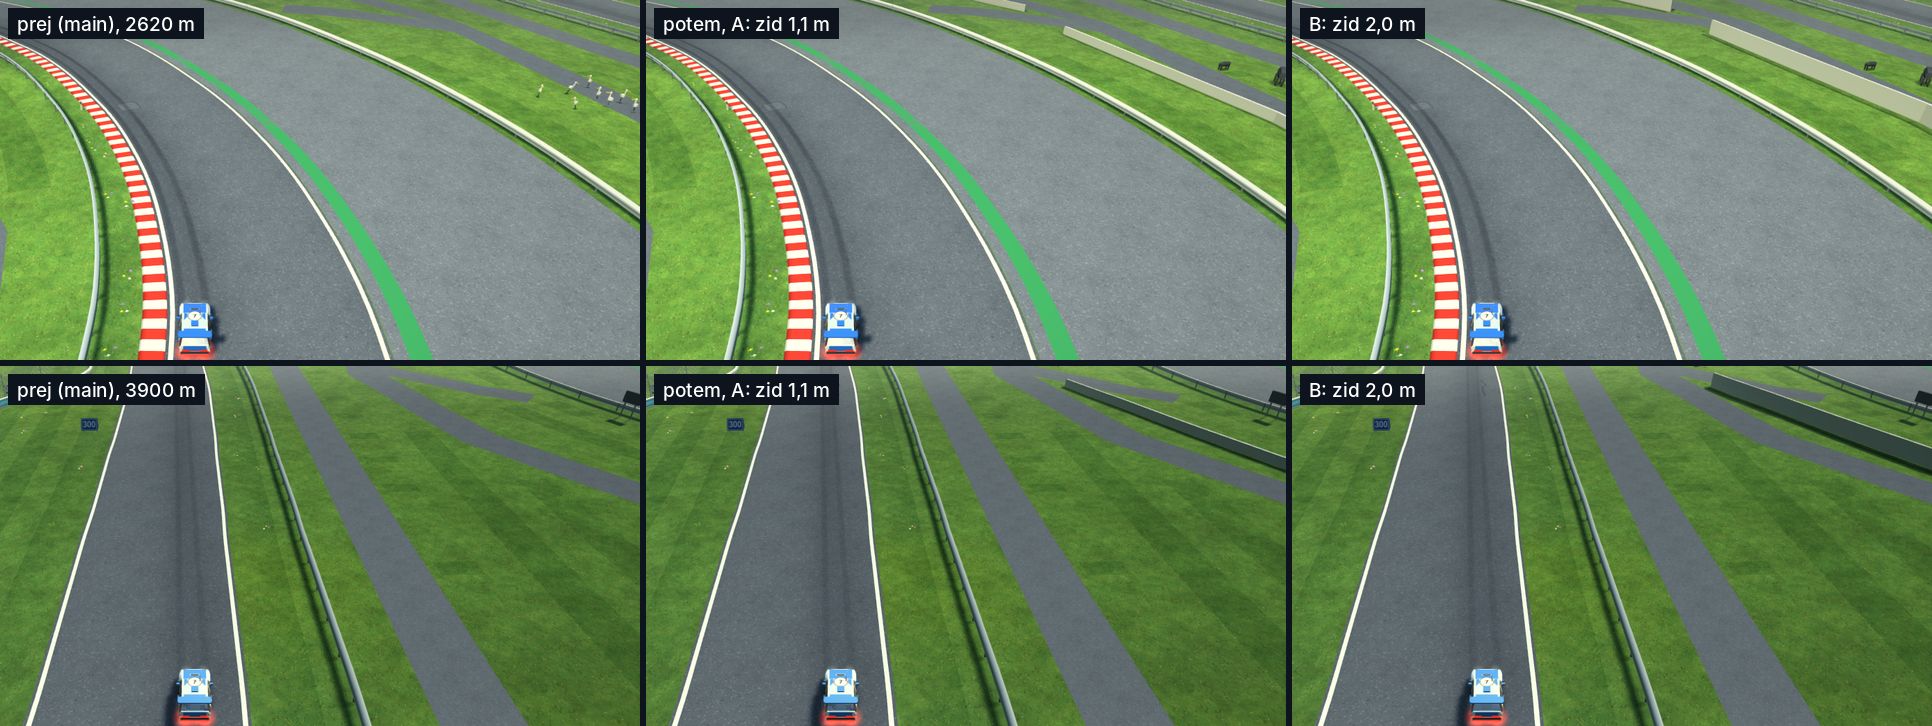 prej (main), 2620 m
potem, A: zid 1,1 m
B: zid 2,0 m
prej (main), 3900 m
potem, A: zid 1,1 m
B: zid 2,0 m
300
300
300